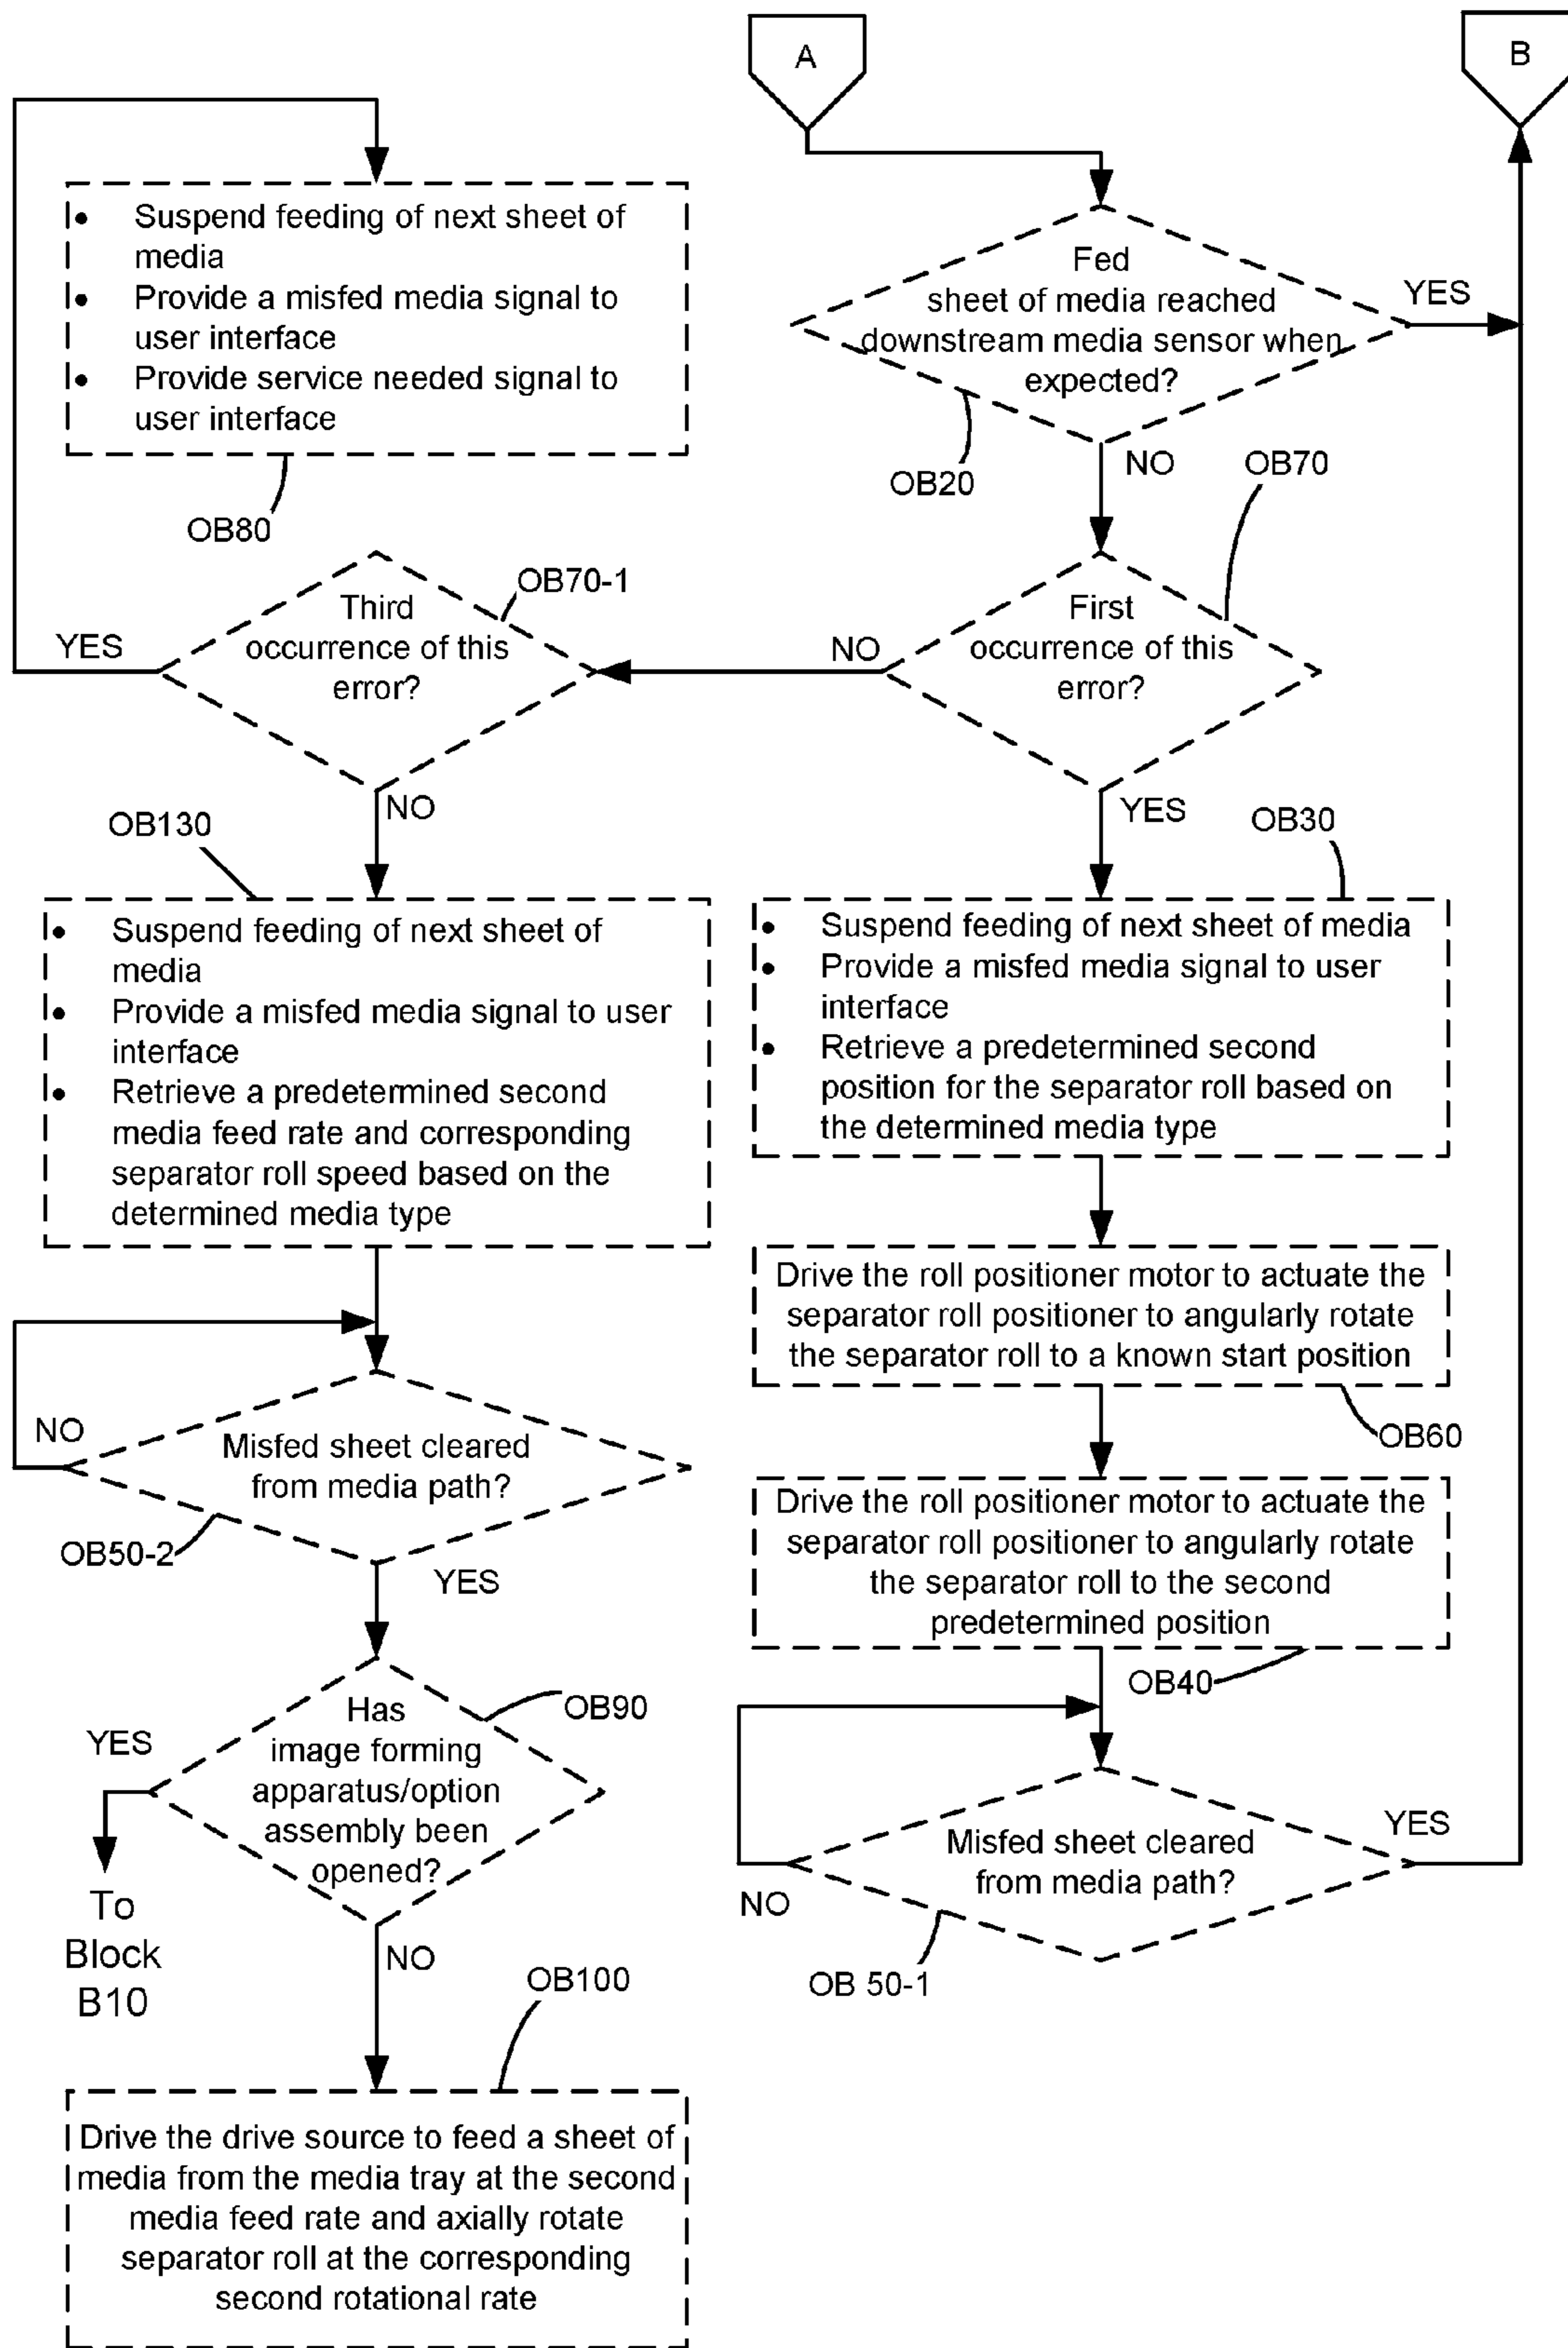 A
B
• Suspend feeding of next sheet of
media
• Provide a misfed media signal to
user interface
• Provide service needed signal to
user interface
OB80
Fed
sheet of media reached
downstream media sensor when
expected?
YES
OB20
NO
OB70
First
occurrence of this
error?
NO
YES
Third
occurrence of this
error?
OB70-1
YES
NO
OB130
• Suspend feeding of next sheet of
media
• Provide a misfed media signal to user
interface
• Retrieve a predetermined second
media feed rate and corresponding
separator roll speed based on the
determined media type
OB30
• Suspend feeding of next sheet of media
• Provide a misfed media signal to user
interface
• Retrieve a predetermined second
position for the separator roll based on
the determined media type
Drive the roll positioner motor to actuate the
separator roll positioner to angularly rotate
the separator roll to a known start position
OB60
Drive the roll positioner motor to actuate the
separator roll positioner to angularly rotate
the separator roll to the second
predetermined position
OB40
Misfed sheet cleared
from media path?
YES
NO
OB 50-1
NO
Misfed sheet cleared
from media path?
OB50-2
YES
Has
image forming
apparatus/option
assembly been
opened?
OB90
YES
To
Block
B10
NO
OB100
Drive the drive source to feed a sheet of
media from the media tray at the second
media feed rate and axially rotate
separator roll at the corresponding
second rotational rate